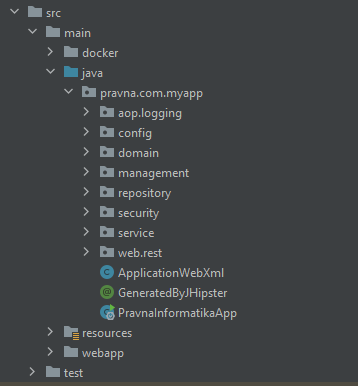 src
main
docker
java
pravna.com.myapp
aop.logging
config
domain
management
repository
security
service
web.rest
ApplicationWebXml
GeneratedByJHipster
PravnaInformatikaApp
resources
webapp
test